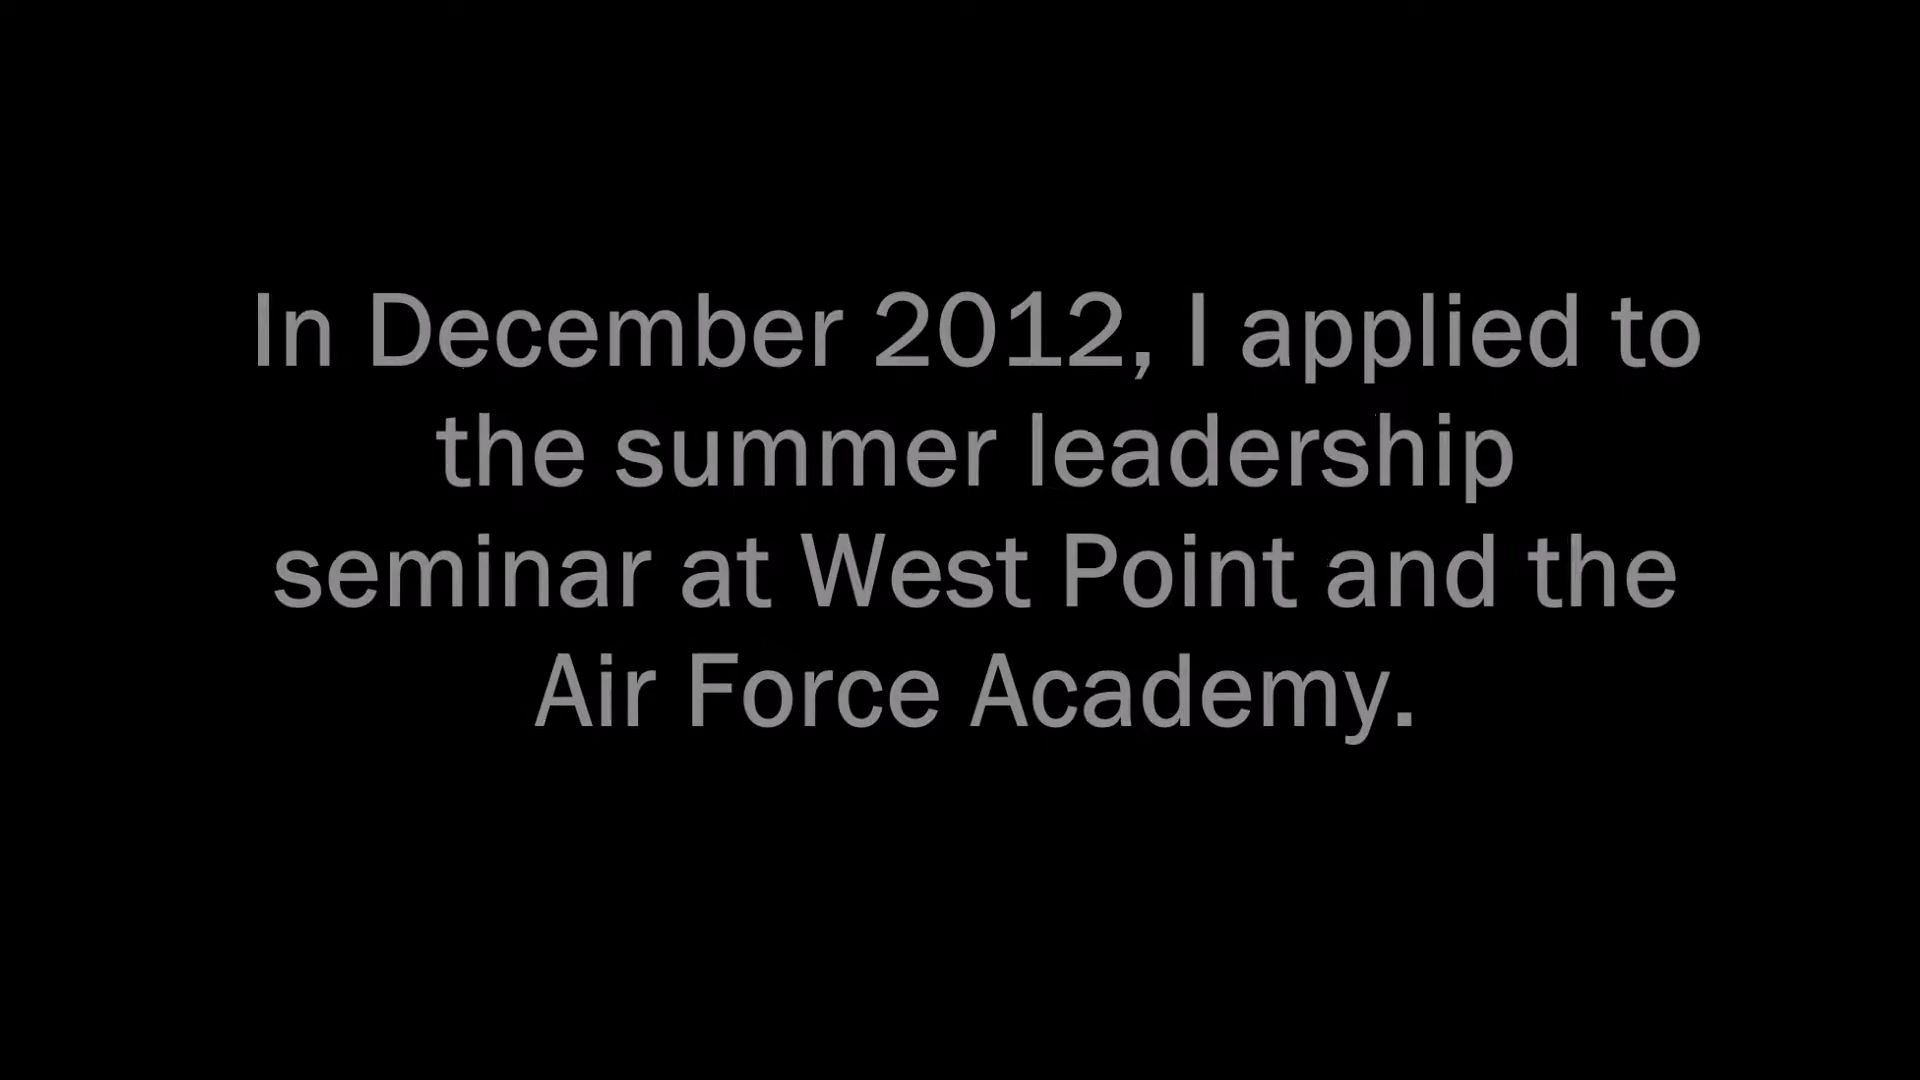 In December 2012, I applied to
the summer leadership
seminar at West Point and the
Air Force Academy.